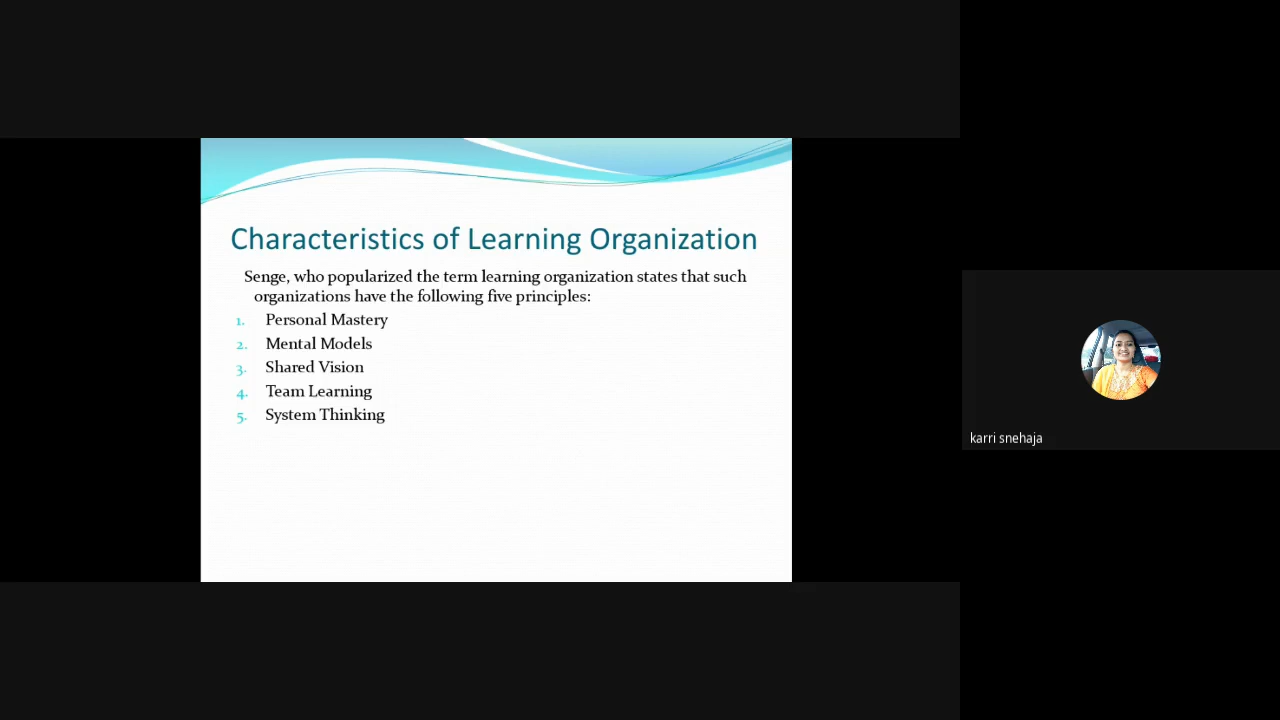 Characteristics of Learning Organization
Senge, who popularized the term learning organization states that such
organizations have the following five principles:
1. Personal Mastery
2. Mental Models
3. Shared Vision
4. Team Learning
5. System Thinking
karri snehaja